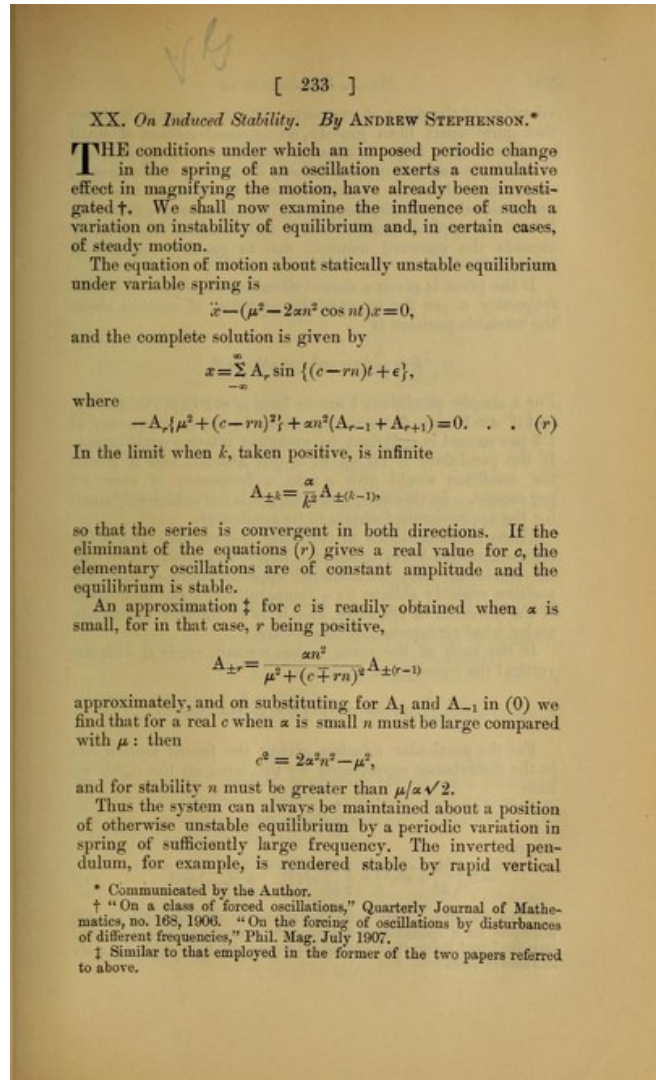 [ 233 ]
XX. On Induced Stability. By ANDREW STEPHENSON.*
THE conditions under which an imposed periodic change
in the spring of an oscillation exerts a cumulative
effect in magnifying the motion, have already been investi-
gated †. We shall now examine the influence of such a
variation on instability of equilibrium and, in certain cases,
of steady motion.
The equation of motion about statically unstable equilibrium
under variable spring is
ẍ−(μ²−2αn² cos nt)x=0,
and the complete solution is given by
x=Σ_{−∞}^{∞} A_r sin {(c−rn)t+ε},
where
−A_r{μ²+(c−rn)²}+αn²(A_{r−1}+A_{r+1})=0. . . (r)
In the limit when k, taken positive, is infinite
A_{±k}=α/k² A_{±(k−1)},
so that the series is convergent in both directions. If the
eliminant of the equations (r) gives a real value for c, the
elementary oscillations are of constant amplitude and the
equilibrium is stable.
An approximation ‡ for c is readily obtained when α is
small, for in that case, r being positive,
A_{±r}=αn²/(μ²+(c∓rn)²) A_{±(r−1)}
approximately, and on substituting for A₁ and A₋₁ in (0) we
find that for a real c when α is small n must be large compared
with μ : then
c² = 2α²n²−μ²,
and for stability n must be greater than μ/α√2.
Thus the system can always be maintained about a position
of otherwise unstable equilibrium by a periodic variation in
spring of sufficiently large frequency. The inverted pen-
dulum, for example, is rendered stable by rapid vertical
* Communicated by the Author.
† "On a class of forced oscillations," Quarterly Journal of Mathe-
matics, no. 168, 1906. "On the forcing of oscillations by disturbances
of different frequencies," Phil. Mag. July 1907.
‡ Similar to that employed in the former of the two papers referred
to above.